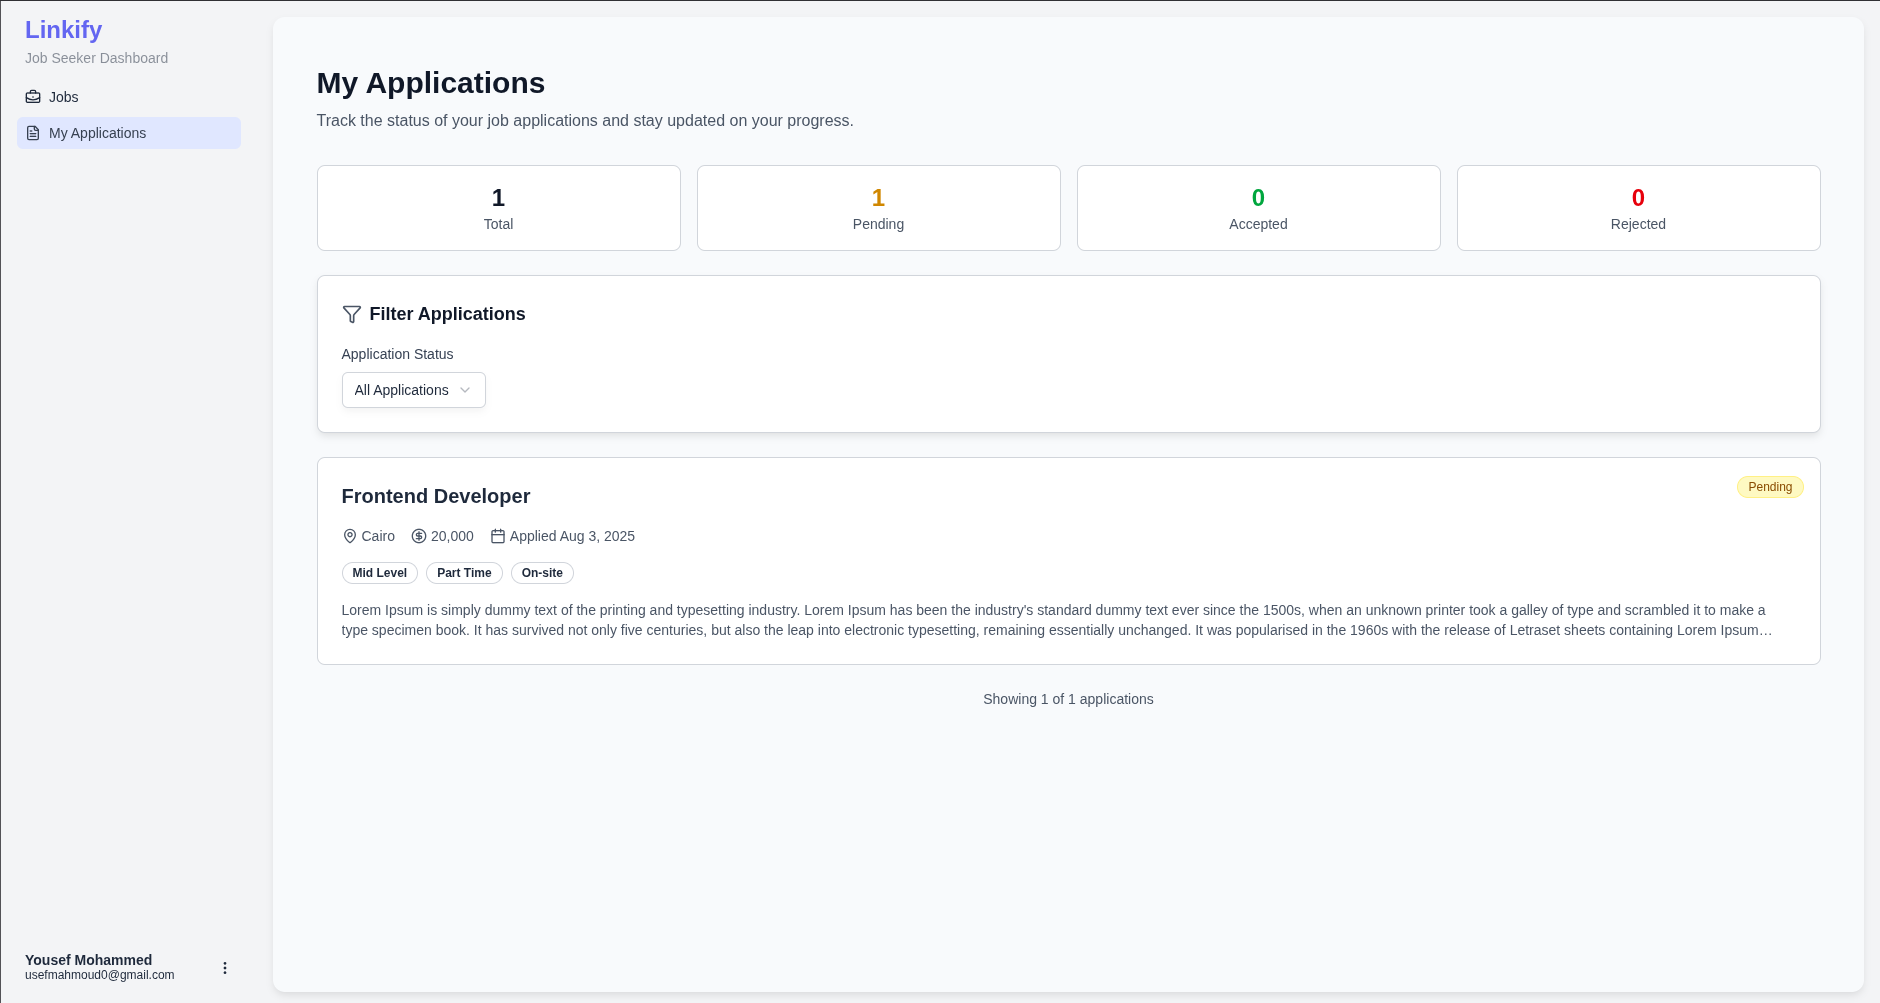 Linkify
Job Seeker Dashboard
Jobs
My Applications
My Applications
Track the status of your job applications and stay updated on your progress.
1
Total
1
Pending
0
Accepted
0
Rejected
Filter Applications
Application Status
All Applications
Frontend Developer
Pending
Cairo 20,000 Applied Aug 3, 2025
Mid Level Part Time On-site
Lorem Ipsum is simply dummy text of the printing and typesetting industry. Lorem Ipsum has been the industry's standard dummy text ever since the 1500s, when an unknown printer took a galley of type and scrambled it to make a
type specimen book. It has survived not only five centuries, but also the leap into electronic typesetting, remaining essentially unchanged. It was popularised in the 1960s with the release of Letraset sheets containing Lorem Ipsum…
Showing 1 of 1 applications
Yousef Mohammed
usefmahmoud0@gmail.com